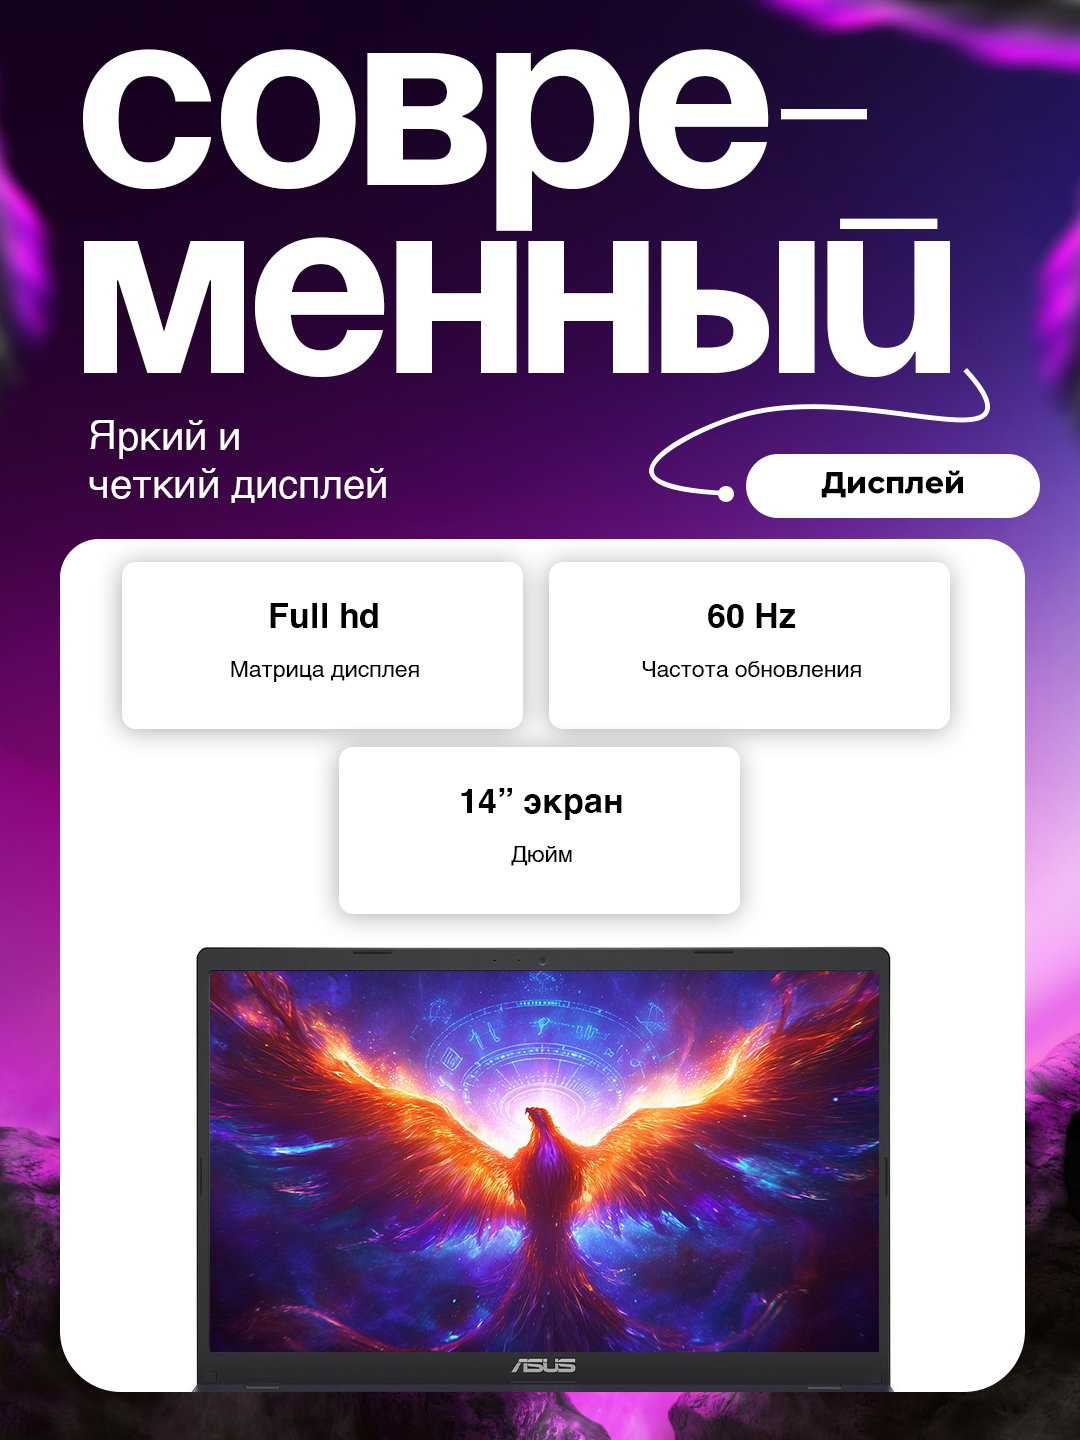 совре–
менный
Яркий и
четкий дисплей
Дисплей
Full hd
Матрица дисплея
60 Hz
Частота обновления
14” экран
Дюйм
ASUS